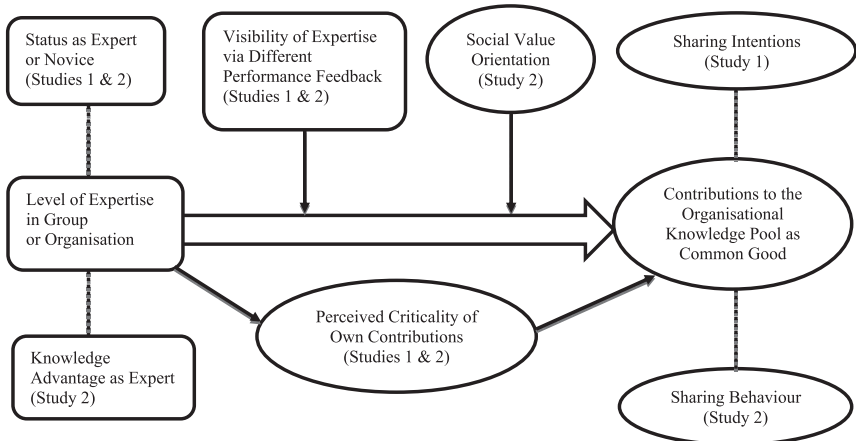 Status as Expert
or Novice
(Studies 1 & 2)
Visibility of Expertise
via Different
Performance Feedback
(Studies 1 & 2)
Social Value
Orientation
(Study 2)
Sharing Intentions
(Study 1)
Level of Expertise
in Group
or Organisation
Contributions to the
Organisational
Knowledge Pool as
Common Good
Perceived Criticality of
Own Contributions
(Studies 1 & 2)
Knowledge
Advantage as Expert
(Study 2)
Sharing Behaviour
(Study 2)